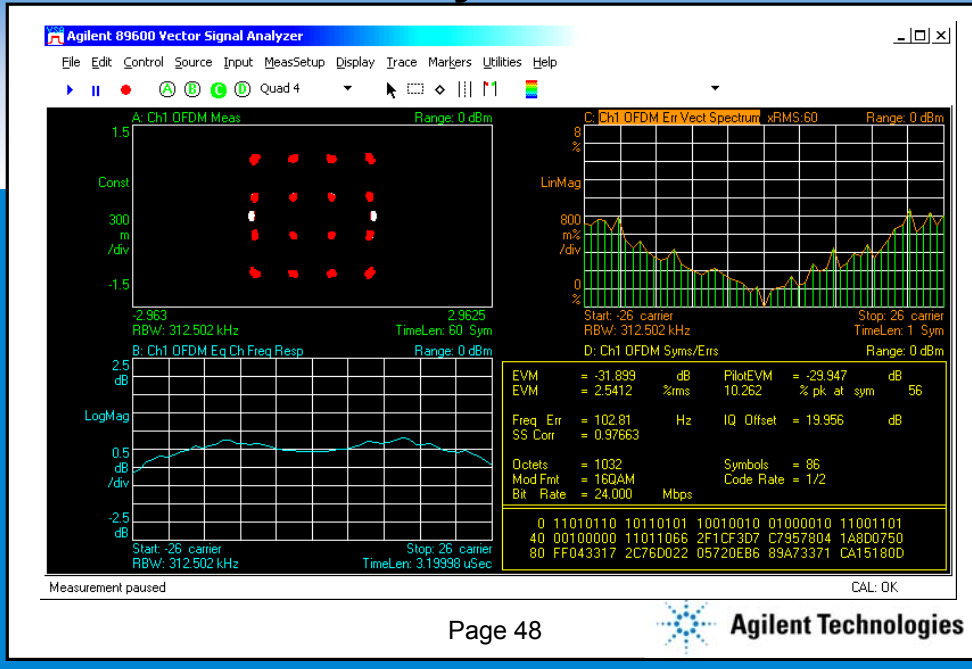 Agilent 89600 Vector Signal Analyzer
File Edit Control Source Input MeasSetup Display Trace Markers Utilities Help
A B C D Quad 4
A: Ch1 OFDM Meas Range: 0 dBm
1.5
Const
300
m
/div
-1.5
-2.963 2.9625
RBW: 312.502 kHz TimeLen: 60 Sym
C: Ch1 OFDM Err Vect Spectrum xRMS:60 Range: 0 dBm
8
%
LinMag
800
m%
/div
0
%
Start: -26 carrier Stop: 26 carrier
RBW: 312.502 kHz TimeLen: 1 Sym
B: Ch1 OFDM Eq Ch Freq Resp Range: 0 dBm
2.5
dB
LogMag
0.5
dB
/div
-2.5
dB
Start: -26 carrier Stop: 26 carrier
RBW: 312.502 kHz TimeLen: 3.19998 uSec
D: Ch1 OFDM Syms/Errs Range: 0 dBm
EVM = -31.899 dB PilotEVM = -29.947 dB
EVM = 2.5412 %rms 10.262 % pk at sym 56
Freq Err = 102.81 Hz IQ Offset = 19.956 dB
SS Corr = 0.97663
Octets = 1032 Symbols = 86
Mod Fmt = 16QAM Code Rate = 1/2
Bit Rate = 24.000 Mbps
0 11010110 10110101 10010010 01000010 11001101
40 00100000 11011066 2F1CF3D7 C7957804 1A8D0750
80 FF043317 2C76D022 05720EB6 89A73371 CA15180D
Measurement paused CAL: OK
Page 48
Agilent Technologies